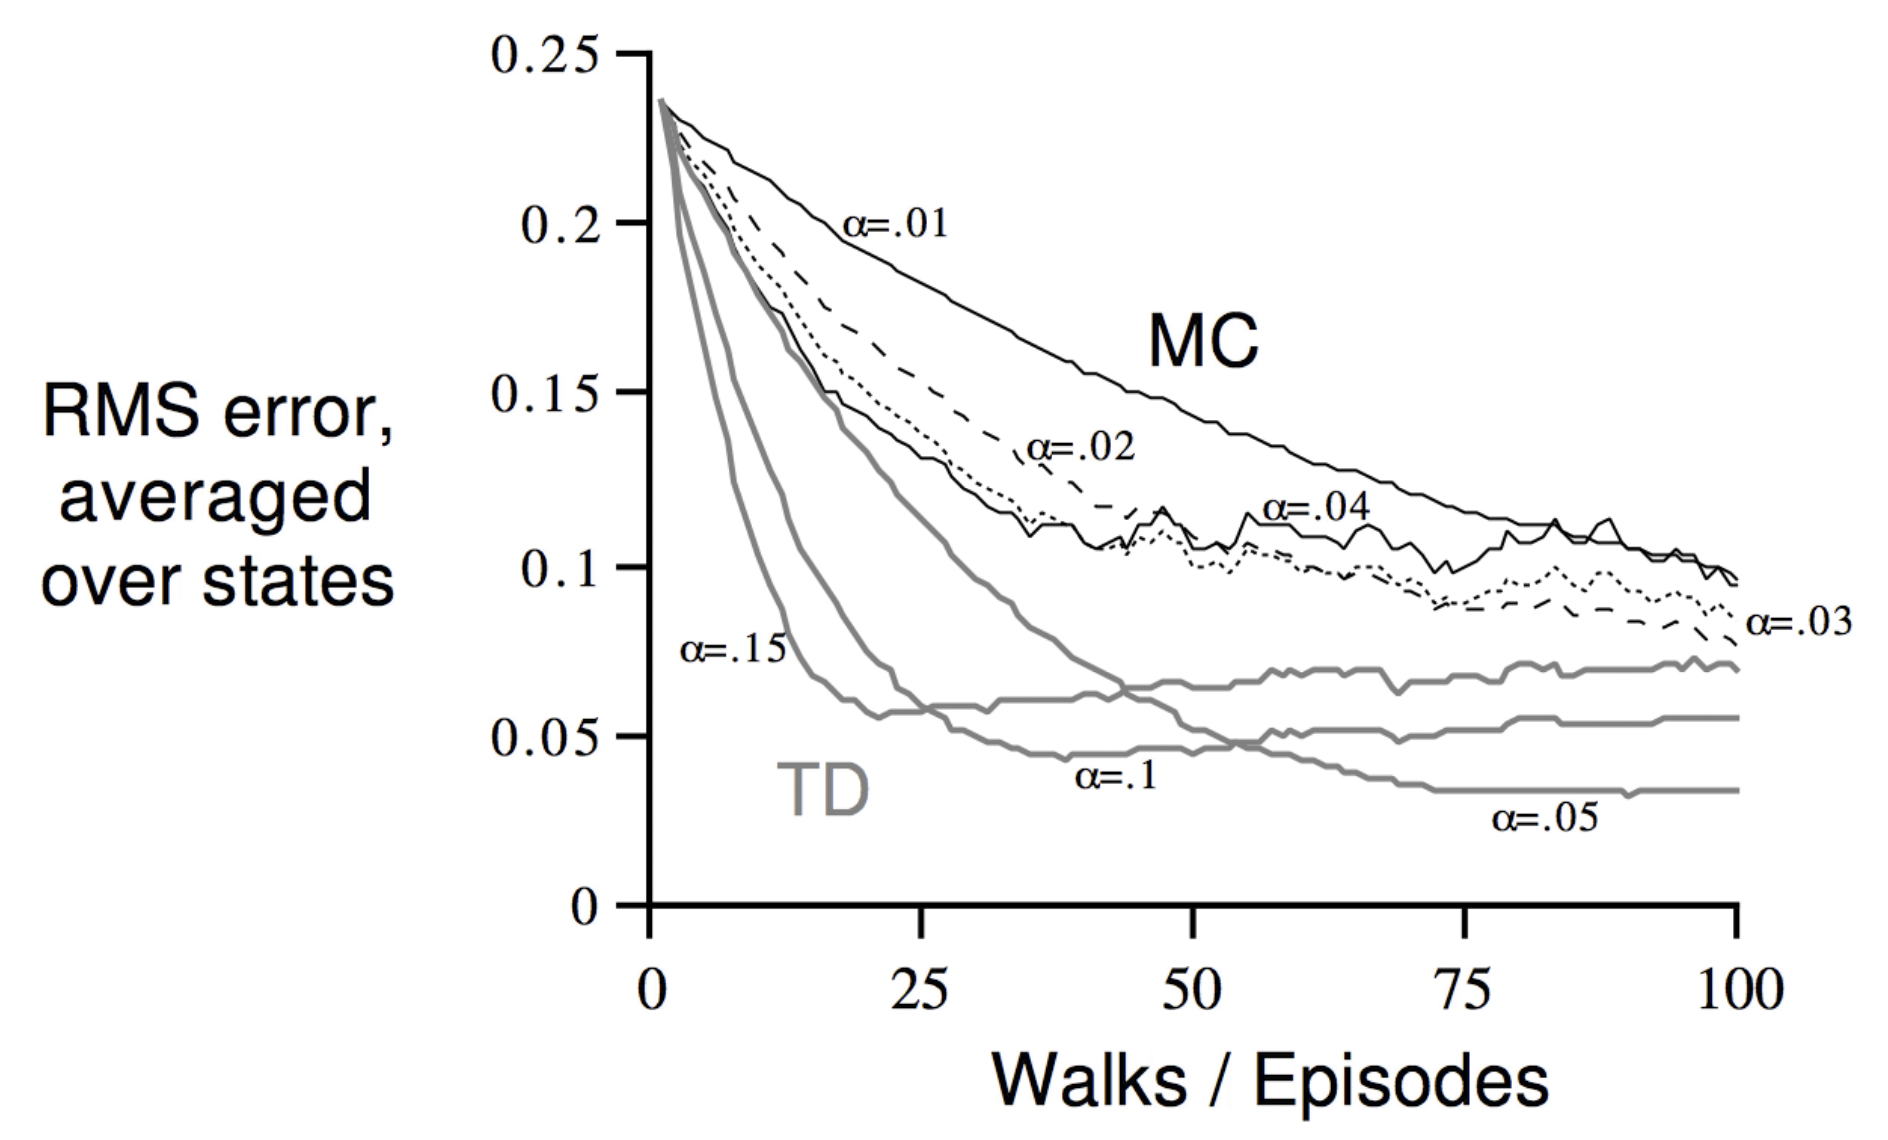 0.25
0.2
0.15
0.1
0.05
0
RMS error,
averaged
over states
α=.01
MC
α=.02
α=.04
α=.03
α=.15
TD
α=.1
α=.05
0 25 50 75 100
Walks / Episodes